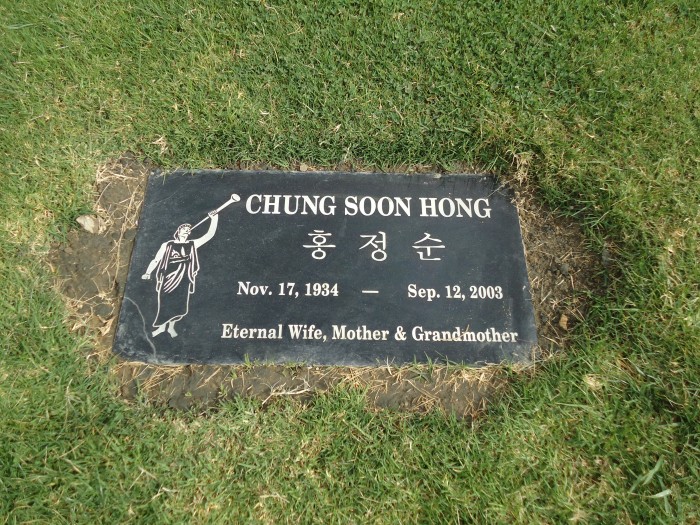 CHUNG SOON HONG
홍 정 순
Nov. 17, 1934 — Sep. 12, 2003
Eternal Wife, Mother & Grandmother